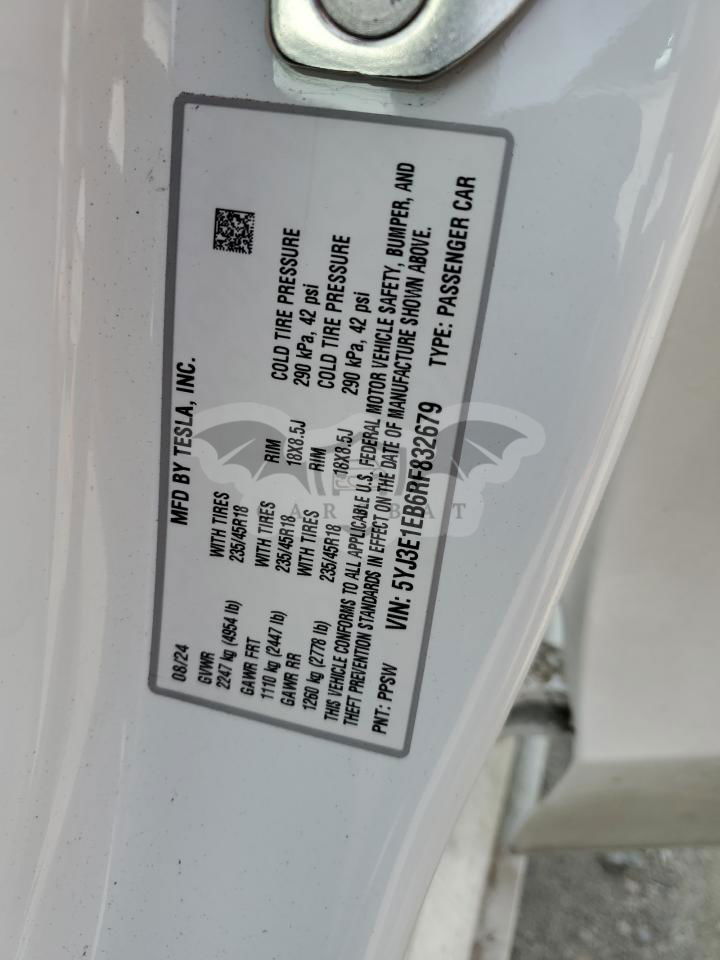 08/24 MFD BY TESLA, INC.
GVWR WITH TIRES RIM COLD TIRE PRESSURE
2247 kg (4954 lb) 235/45R18 18X8.5J 290 kPa, 42 psi
GAWR FRT WITH TIRES RIM COLD TIRE PRESSURE
1110 kg (2447 lb) 235/45R18 18X8.5J 290 kPa, 42 psi
GAWR RR WITH TIRES
1260 kg (2778 lb) 235/45R18
THIS VEHICLE CONFORMS TO ALL APPLICABLE U.S. FEDERAL MOTOR VEHICLE SAFETY, BUMPER, AND
THEFT PREVENTION STANDARDS IN EFFECT ON THE DATE OF MANUFACTURE SHOWN ABOVE.
PNT: PPSW VIN: 5YJ3E1EB6RF832679 TYPE: PASSENGER CAR
CAR BAT